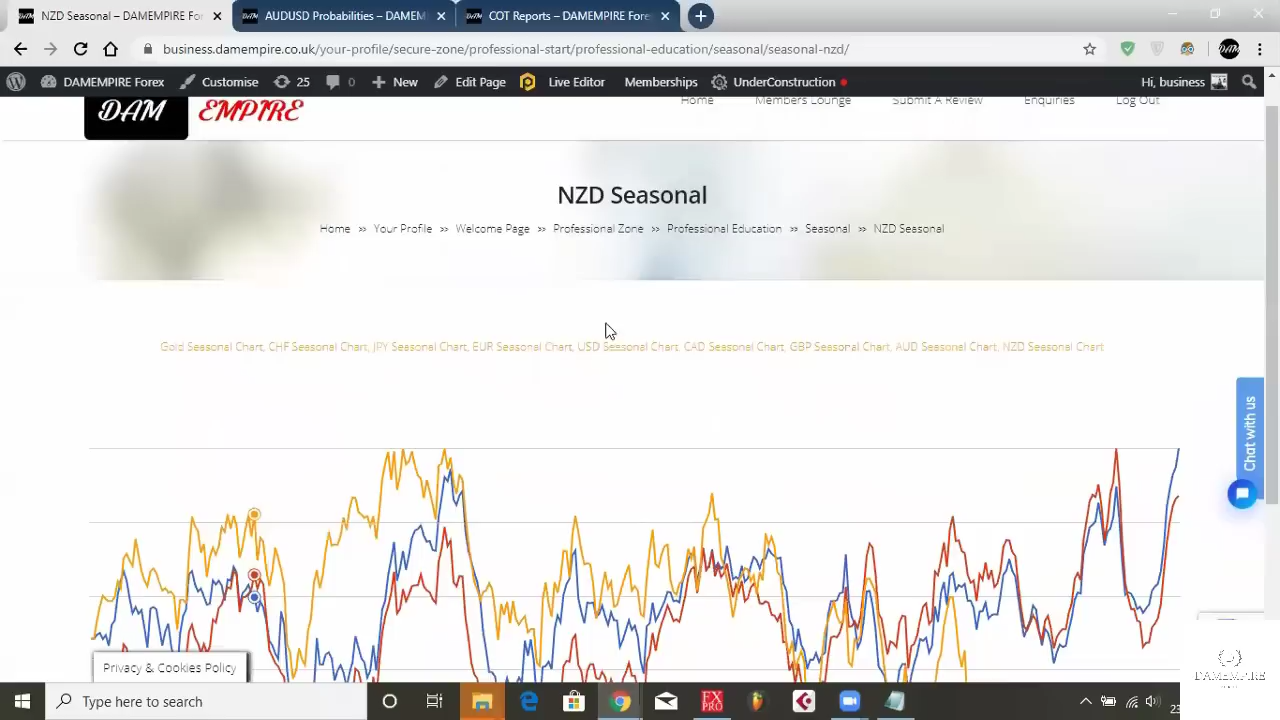 NZD Seasonal – DAMEMPIRE For
AUDUSD Probabilities – DAMEM
COT Reports – DAMEMPIRE Fore
business.damempire.co.uk/your-profile/secure-zone/professional-start/professional-education/seasonal/seasonal-nzd/
DAMEMPIRE Forex
Customise
25
0
New
Edit Page
Live Editor
Memberships
UnderConstruction
Hi, business
DAM EMPIRE
Home
Members Lounge
Submit A Review
Enquiries
Log Out
NZD Seasonal
Home » Your Profile » Welcome Page » Professional Zone » Professional Education » Seasonal » NZD Seasonal
Gold Seasonal Chart, CHF Seasonal Chart, JPY Seasonal Chart, EUR Seasonal Chart, USD Seasonal Chart, CAD Seasonal Chart, GBP Seasonal Chart, AUD Seasonal Chart, NZD Seasonal Chart
Chat with us
Privacy & Cookies Policy
DAMEMPIRE
Type here to search
FX
PRO
23